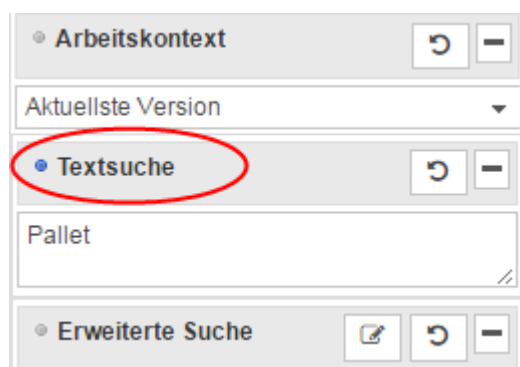 Arbeitskontext
Aktuellste Version
Textsuche
Pallet
Erweiterte Suche